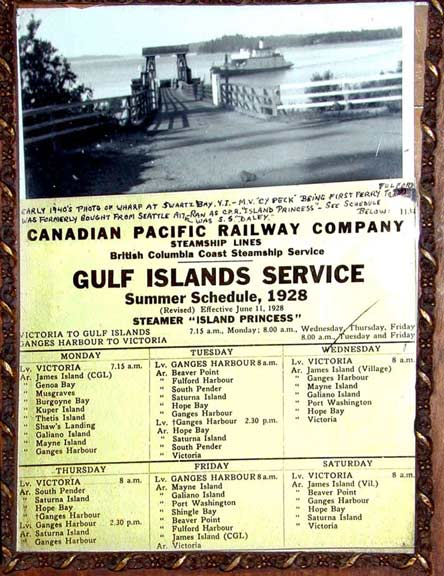 FULFORD
EARLY 1940'S PHOTO OF WHARF AT SWARTZ BAY, V.I. - M.V. "CY PECK" BEING FIRST FERRY TO
WAS FORMERLY BOUGHT FROM SEATTLE RAN AS C.P.R. "ISLAND PRINCESS" - SEE SCHEDULE
WAS S.S. "DALEY" BELOW:
CANADIAN PACIFIC RAILWAY COMPANY
STEAMSHIP LINES
British Columbia Coast Steamship Service
GULF ISLANDS SERVICE
Summer Schedule, 1928
(Revised) Effective June 11, 1928
STEAMER "ISLAND PRINCESS"
VICTORIA TO GULF ISLANDS 7.15 a.m., Monday; 8.00 a.m., Wednesday, Thursday, Friday
GANGES HARBOUR TO VICTORIA 8.00 a.m., Tuesday and Friday
MONDAY
Lv. VICTORIA 7.15 a.m.
Ar. James Island (CGL)
" Genoa Bay
" Musgraves
" Burgoyne Bay
" Kuper Island
" Thetis Island
" Shaw's Landing
" Galiano Island
" Mayne Island
" Ganges Harbour
TUESDAY
Lv. GANGES HARBOUR 8 a.m.
Ar. Beaver Point
" Fulford Harbour
" South Pender
" Saturna Island
" Hope Bay
" Ganges Harbour
Lv. †Ganges Harbour 2.30 p.m.
Ar. Hope Bay
" Saturna Island
" South Pender
" Victoria
WEDNESDAY
Lv. VICTORIA 8 a.m.
Ar. James Island (Village)
" Ganges Harbour
" Mayne Island
" Galiano Island
" Port Washington
" Hope Bay
" Victoria
THURSDAY
Lv. VICTORIA 8 a.m.
Ar. South Pender
" Saturna Island
" Hope Bay
" †Ganges Harbour
Lv. Ganges Harbour 2.30 p.m.
Ar. Saturna Island
" Ganges Harbour
FRIDAY
Lv. GANGES HARBOUR 8 a.m.
Ar. Mayne Island
" Galiano Island
" Port Washington
" Shingle Bay
" Beaver Point
" Fulford Harbour
" James Island (CGL)
Ar. Victoria
SATURDAY
Lv. VICTORIA 8 a.m.
Ar. James Island (Vil.)
" Beaver Point
" Ganges Harbour
" Hope Bay
" Saturna Island
" Victoria